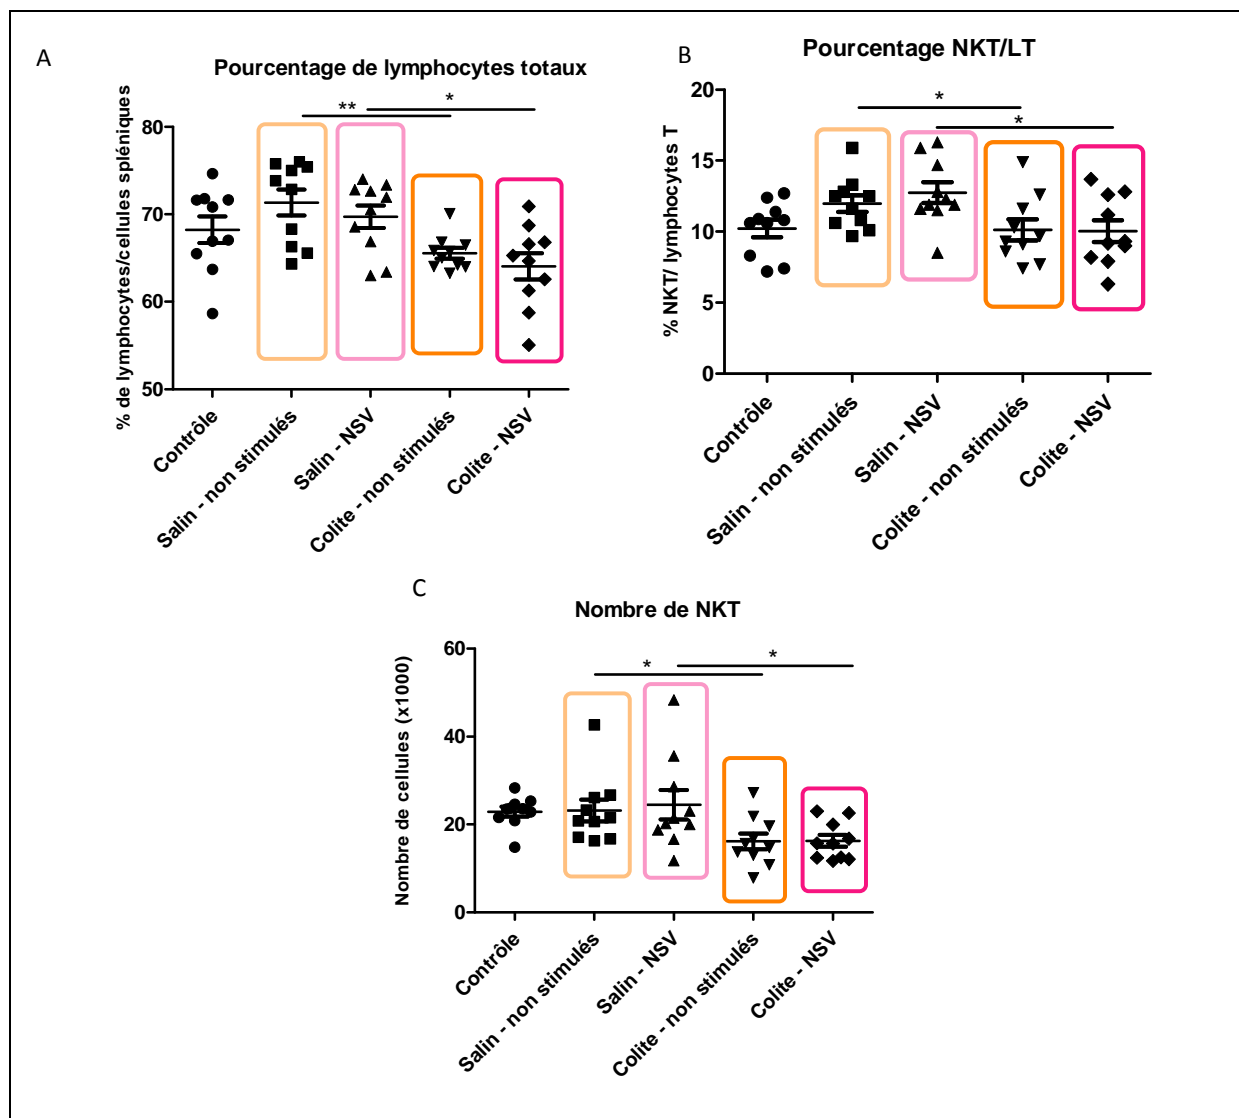 A
Pourcentage de lymphocytes totaux
% de lymphocytes/cellules spléniques
80
70
60
50
**
*
Contrôle
Salin - non stimulés
Salin - NSV
Colite - non stimulés
Colite - NSV
B
Pourcentage NKT/LT
% NKT/ lymphocytes T
20
15
10
5
0
*
*
Contrôle
Salin - non stimulés
Salin - NSV
Colite - non stimulés
Colite - NSV
C
Nombre de NKT
Nombre de cellules (x1000)
60
40
20
0
*
*
Contrôle
Salin - non stimulés
Salin - NSV
Colite - non stimulés
Colite - NSV